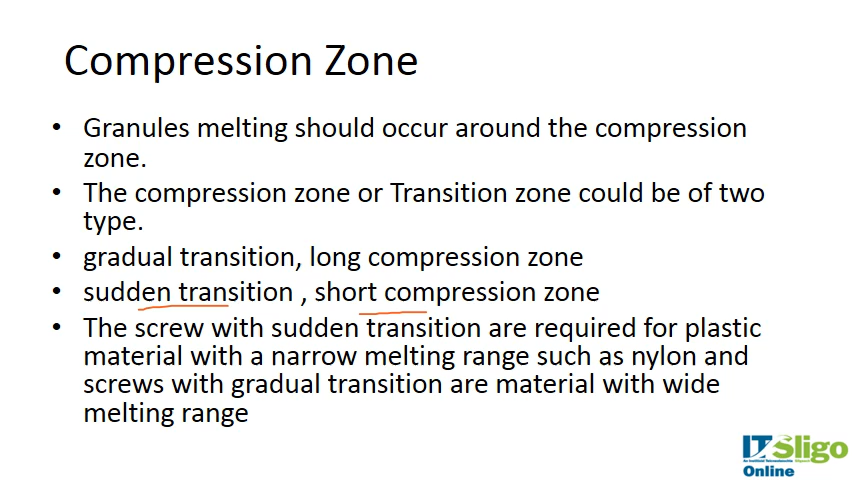 Compression Zone
• Granules melting should occur around the compression
zone.
• The compression zone or Transition zone could be of two
type.
• gradual transition, long compression zone
• sudden transition , short compression zone
• The screw with sudden transition are required for plastic
material with a narrow melting range such as nylon and
screws with gradual transition are material with wide
melting range
ITSligo
Online